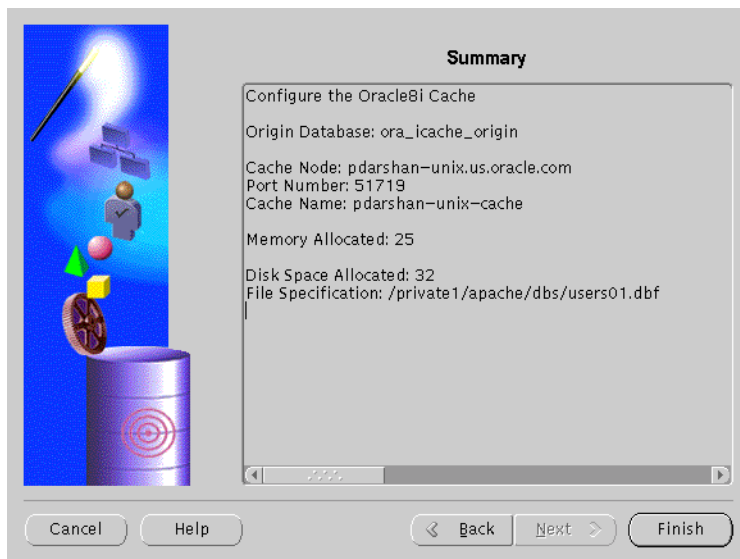 Summary
Configure the Oracle8i Cache
Origin Database: ora_icache_origin
Cache Node: pdarshan-unix.us.oracle.com
Port Number: 51719
Cache Name: pdarshan-unix-cache
Memory Allocated: 25
Disk Space Allocated: 32
File Specification: /private1/apache/dbs/users01.dbf
Cancel
Help
Back
Next
Finish